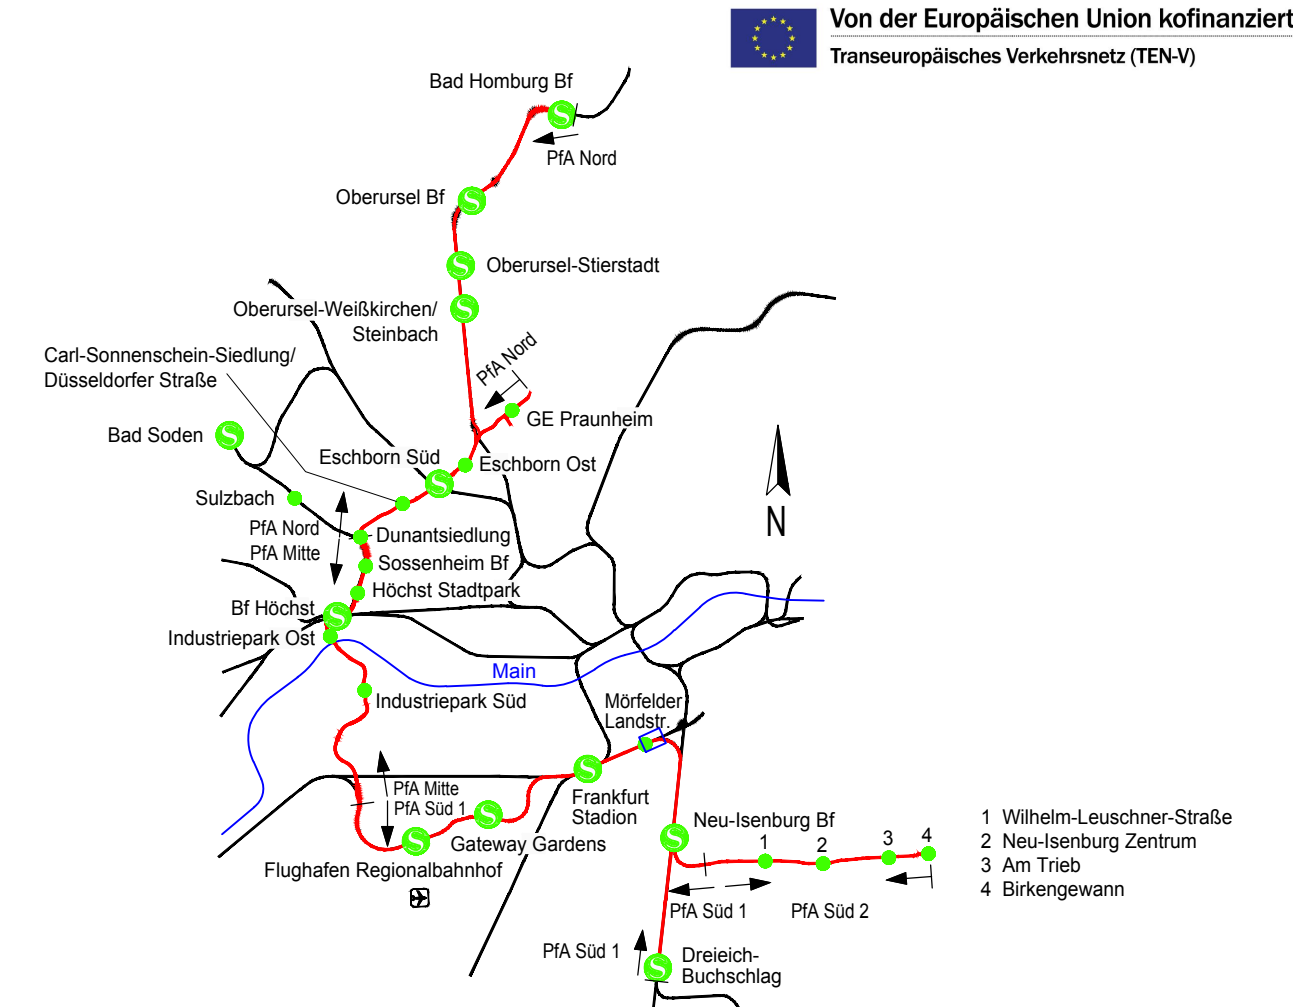 Von der Europäischen Union kofinanziert
Transeuropäisches Verkehrsnetz (TEN-V)
Bad Homburg Bf
PfA Nord
Oberursel Bf
Oberursel-Stierstadt
Oberursel-Weißkirchen/
Steinbach
Carl-Sonnenschein-Siedlung/
Düsseldorfer Straße
PfA Nord
GE Praunheim
Bad Soden
Eschborn Süd
Eschborn Ost
Sulzbach
PfA Nord
PfA Mitte
Dunantsiedlung
Sossenheim Bf
Höchst Stadtpark
N
Bf Höchst
Industriepark Ost
Main
Industriepark Süd
Mörfelder
Landstr.
PfA Mitte
PfA Süd 1
Frankfurt
Stadion
Gateway Gardens
Flughafen Regionalbahnhof
Neu-Isenburg Bf
1
2
3
4
1 Wilhelm-Leuschner-Straße
2 Neu-Isenburg Zentrum
3 Am Trieb
4 Birkengewann
PfA Süd 1
PfA Süd 2
PfA Süd 1
Dreieich-
Buchschlag